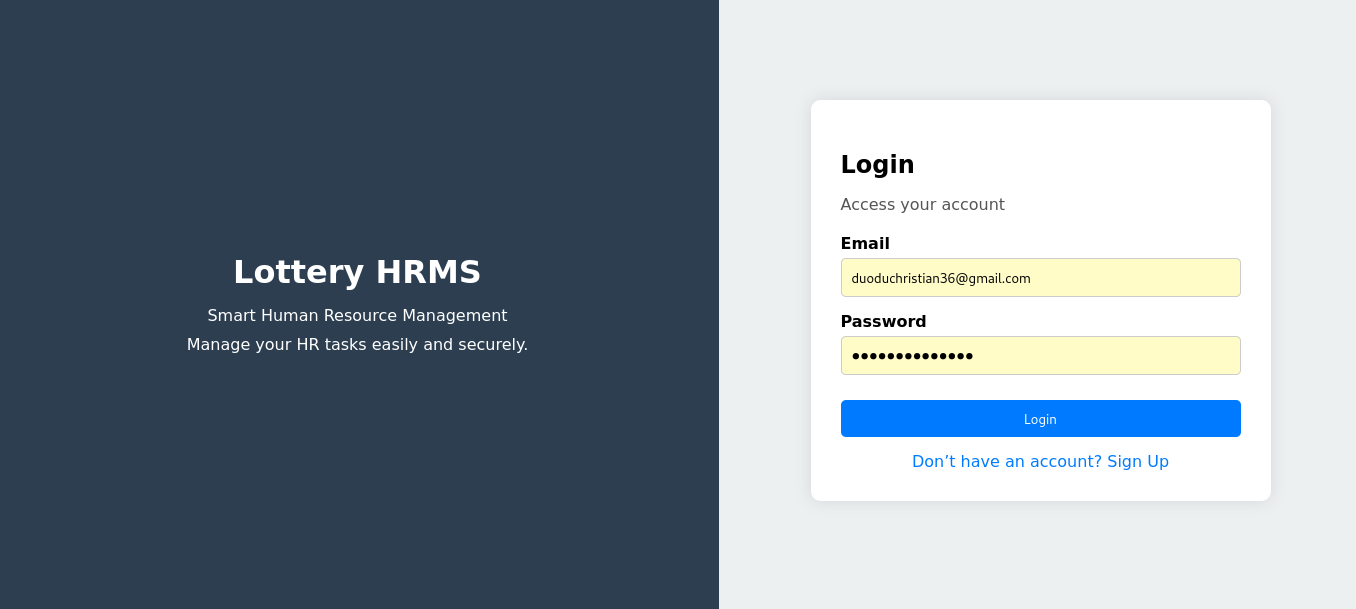 Lottery HRMS
Smart Human Resource Management
Manage your HR tasks easily and securely.
Login
Access your account
Email
duoduchristian36@gmail.com
Password
••••••••••••••
Login
Don’t have an account? Sign Up